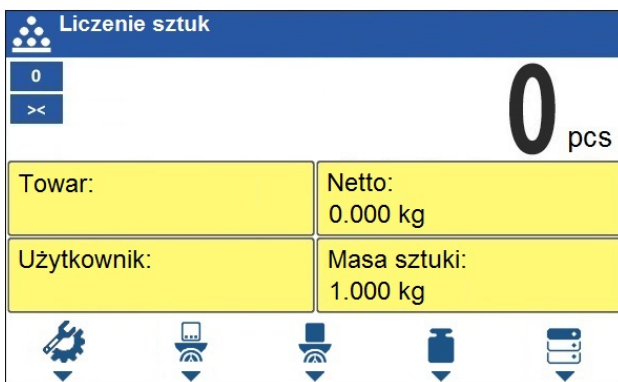 Liczenie sztuk
0
><
0 pcs
Towar:
Netto:
0.000 kg
Użytkownik:
Masa sztuki:
1.000 kg